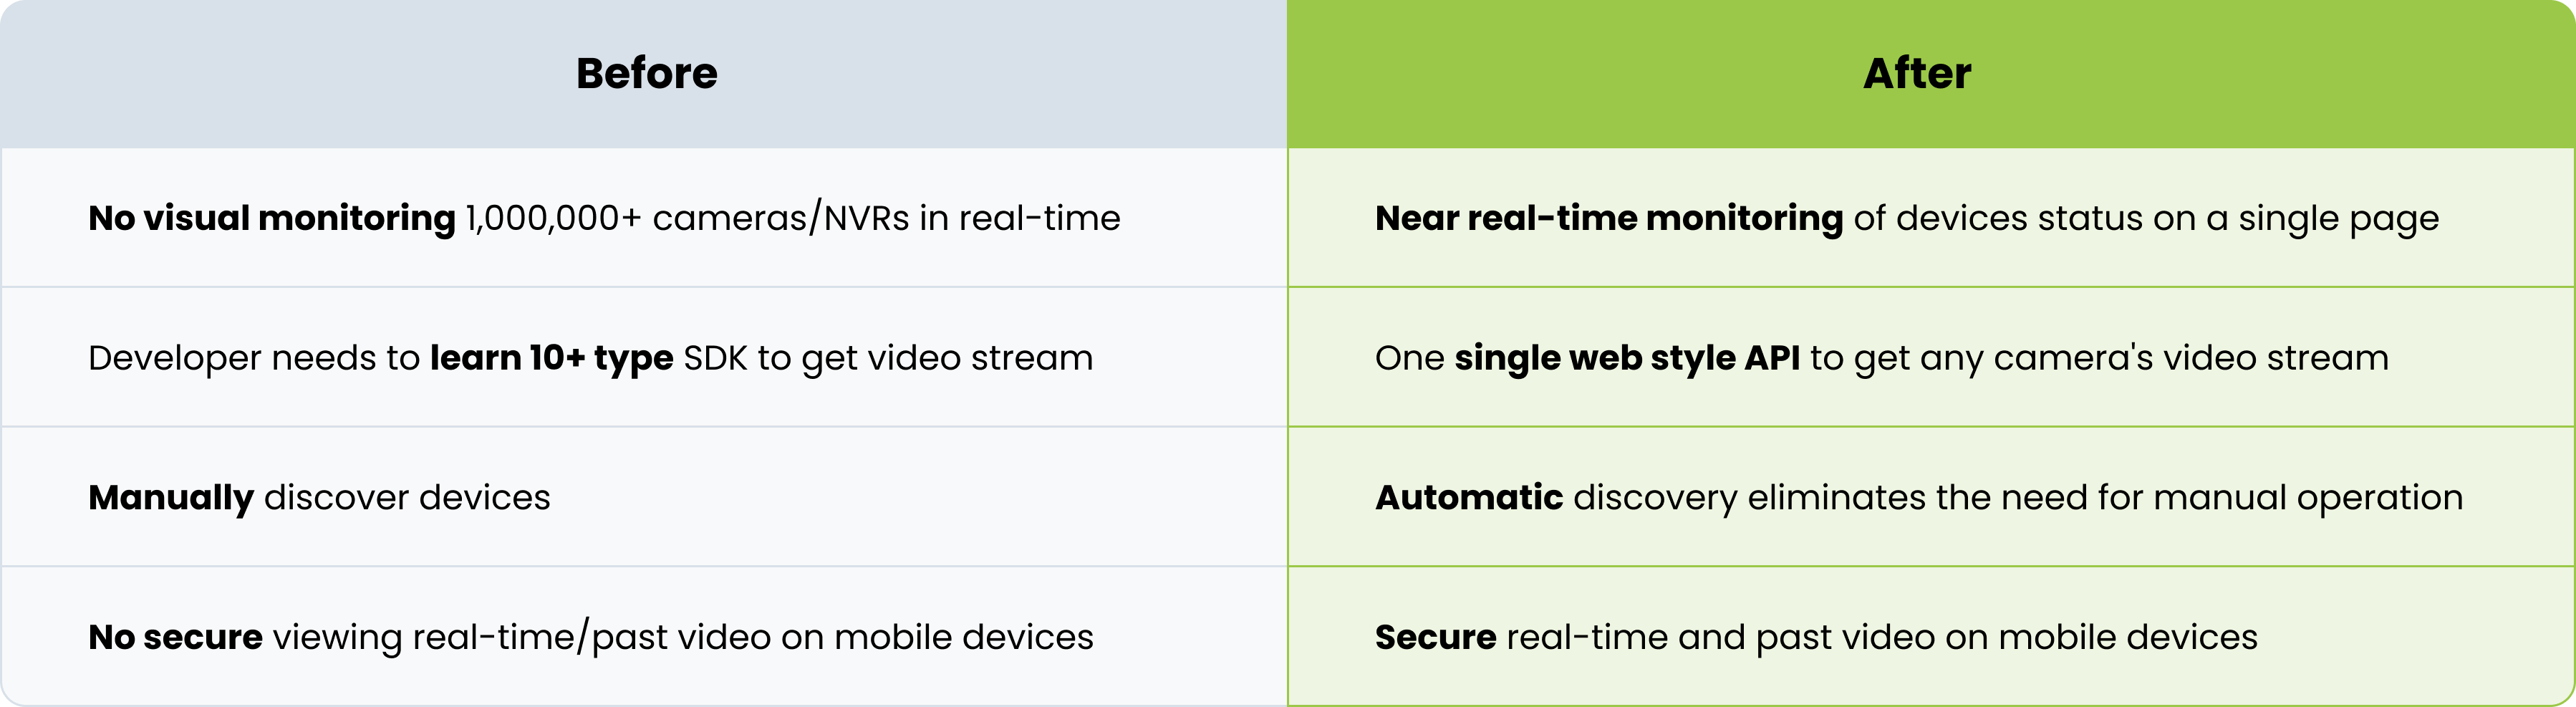 Before
After
No visual monitoring 1,000,000+ cameras/NVRs in real-time
Near real-time monitoring of devices status on a single page
Developer needs to learn 10+ type SDK to get video stream
One single web style API to get any camera's video stream
Manually discover devices
Automatic discovery eliminates the need for manual operation
No secure viewing real-time/past video on mobile devices
Secure real-time and past video on mobile devices